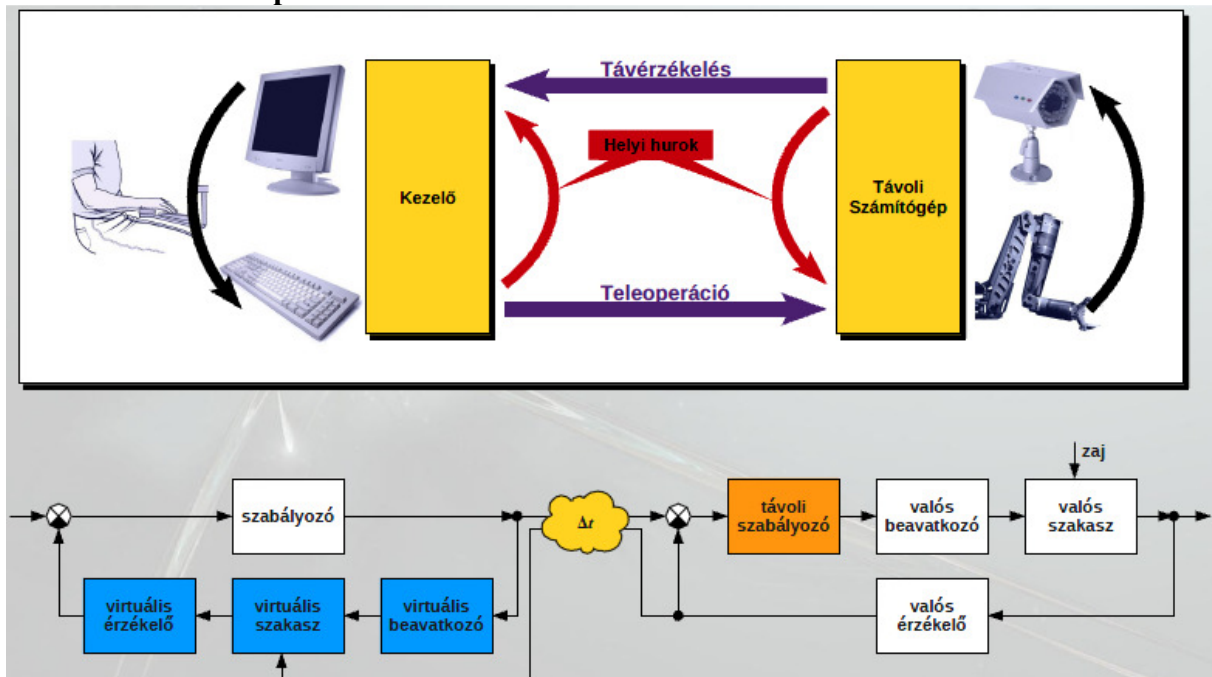 Távérzékelés
Helyi hurok
Kezelő
Távoli
Számítógép
Teleoperáció
zaj
szabályozó
Δt
távoli
szabályozó
valós
beavatkozó
valós
szakasz
virtuális
érzékelő
virtuális
szakasz
virtuális
beavatkozó
valós
érzékelő